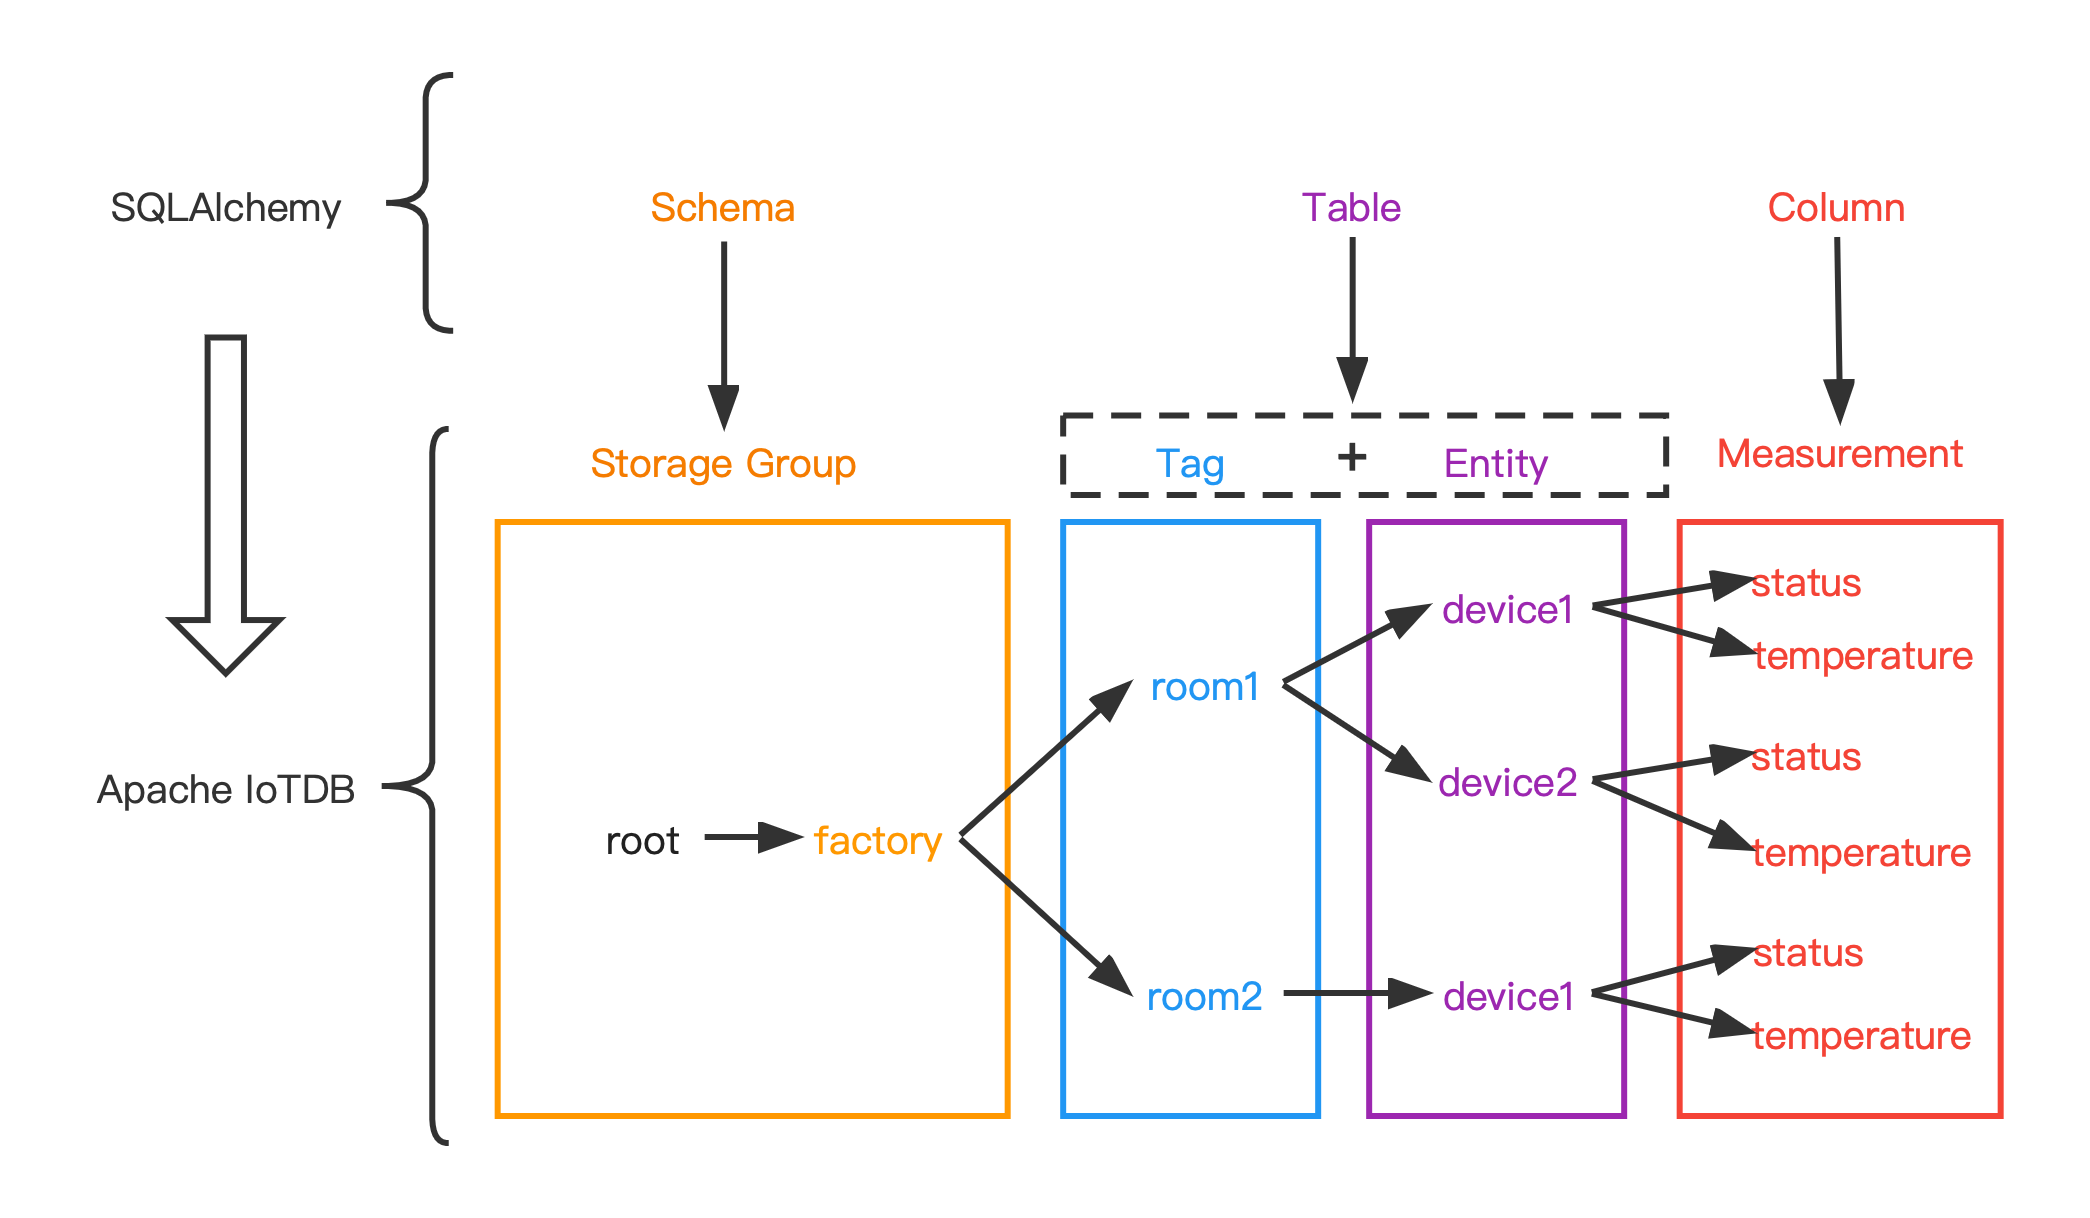 SQLAlchemy
Schema
Table
Column
Storage Group
Tag + Entity
Measurement
Apache IoTDB
root
factory
room1
room2
device1
device2
device1
status
temperature
status
temperature
status
temperature